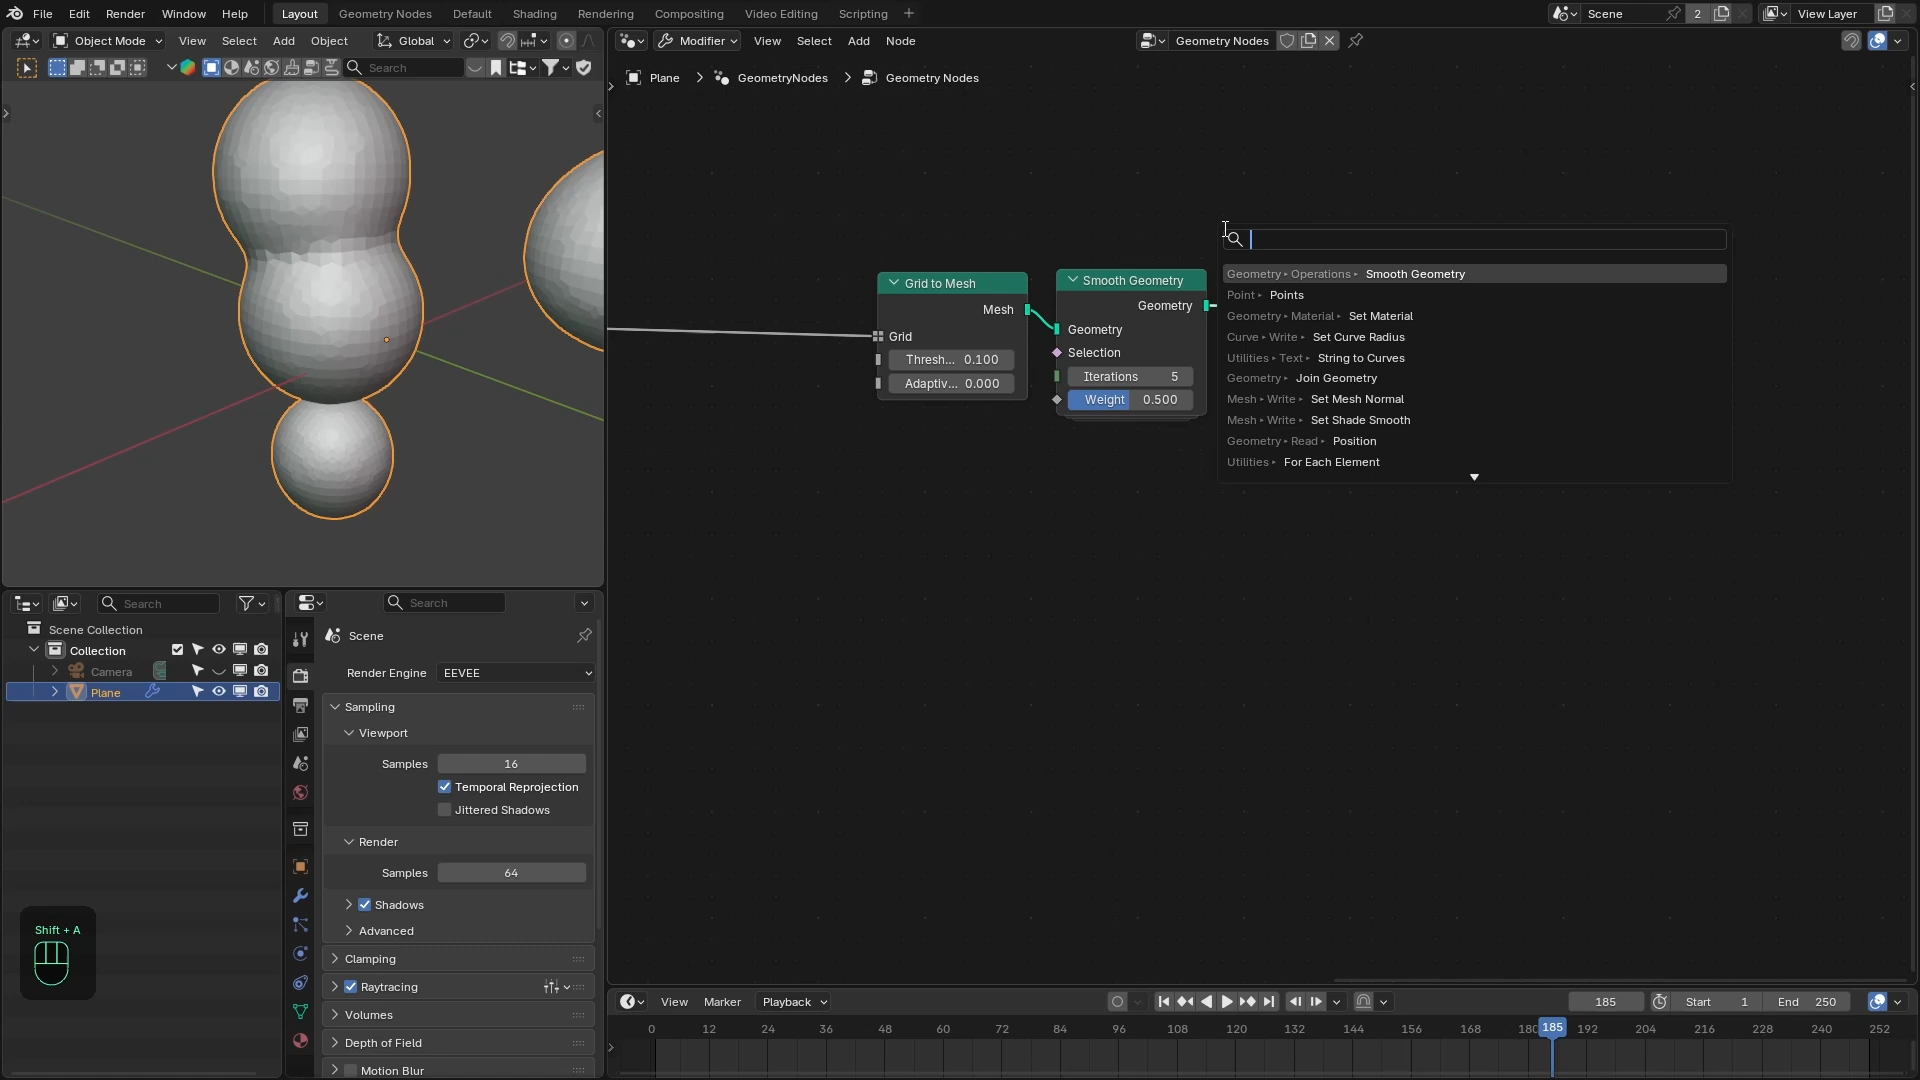 File Edit Render Window Help Layout Geometry Nodes Default Shading Rendering Compositing Video Editing Scripting + Scene 2 View Layer
Object Mode View Select Add Object Global
Modifier View Select Add Node Geometry Nodes
Search
Plane > GeometryNodes > Geometry Nodes
Grid to Mesh
Mesh
Grid
Thresh... 0.100
Adaptiv... 0.000
Smooth Geometry
Geometry
Geometry
Selection
Iterations 5
Weight 0.500
Geometry ▸ Operations ▸ Smooth Geometry
Point ▸ Points
Geometry ▸ Material ▸ Set Material
Curve ▸ Write ▸ Set Curve Radius
Utilities ▸ Text ▸ String to Curves
Geometry ▸ Join Geometry
Mesh ▸ Write ▸ Set Mesh Normal
Mesh ▸ Write ▸ Set Shade Smooth
Geometry ▸ Read ▸ Position
Utilities ▸ For Each Element
Search
Scene Collection
Collection
Camera
Plane
Shift + A
Search
Scene
Render Engine EEVEE
Sampling
Viewport
Samples 16
Temporal Reprojection
Jittered Shadows
Render
Samples 64
Shadows
Advanced
Clamping
Raytracing
Volumes
Depth of Field
Motion Blur
View Marker Playback 185 Start 1 End 250
0 12 24 36 48 60 72 84 96 108 120 132 144 156 168 180 185 192 204 216 228 240 252